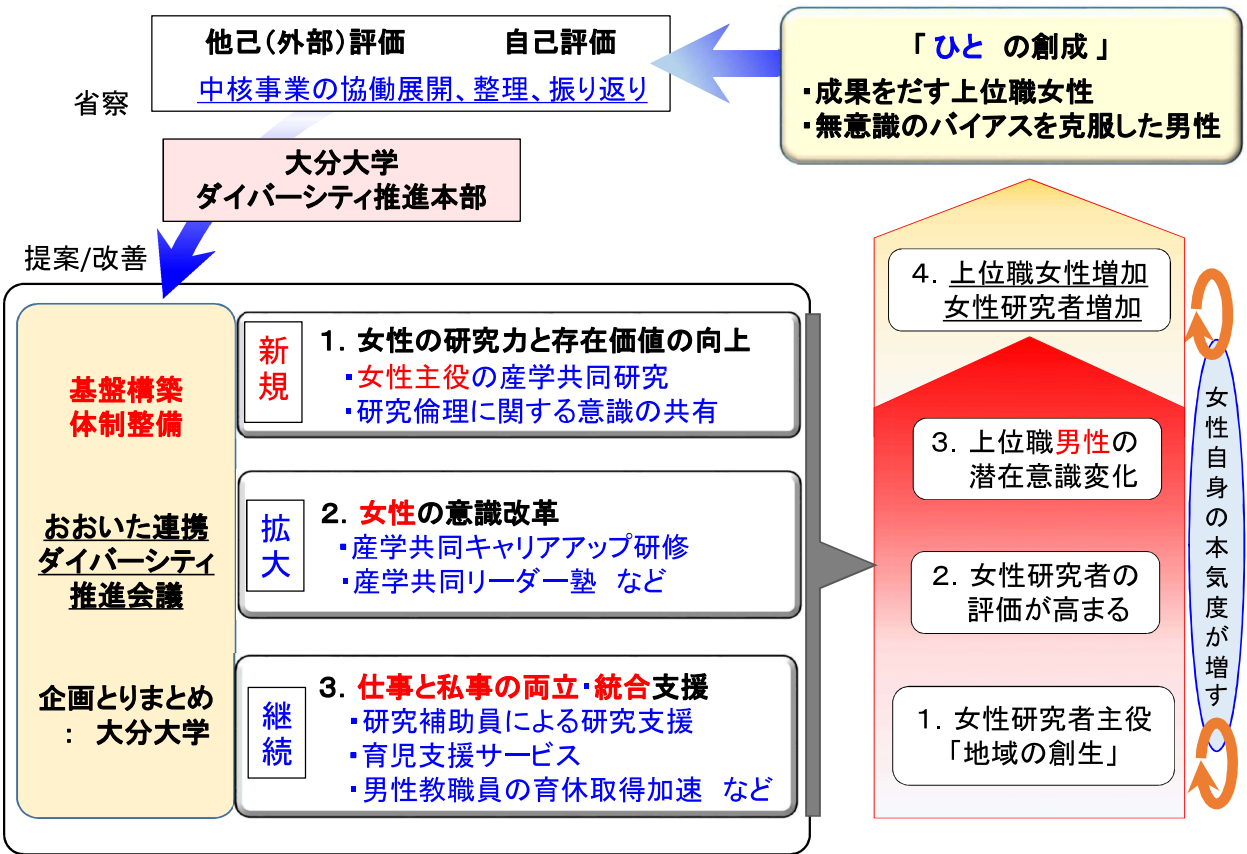 他己（外部）評価　　自己評価
中核事業の協働展開、整理、振り返り
省察
大分大学
ダイバーシティ推進本部
提案/改善
「 ひと の創成 」
・成果をだす上位職女性
・無意識のバイアスを克服した男性
基盤構築
体制整備
おおいた連携
ダイバーシティ
推進会議
企画とりまとめ
： 大分大学
新規
１．女性の研究力と存在価値の向上
・女性主役の産学共同研究
・研究倫理に関する意識の共有
拡大
２．女性の意識改革
・産学共同キャリアアップ研修
・産学共同リーダー塾　など
継続
３．仕事と私事の両立・統合支援
・研究補助員による研究支援
・育児支援サービス
・男性教職員の育休取得加速　など
４．上位職女性増加
女性研究者増加
３．上位職男性の
潜在意識変化
２．女性研究者の
評価が高まる
１．女性研究者主役
「地域の創生」
女性自身の本気度が増す